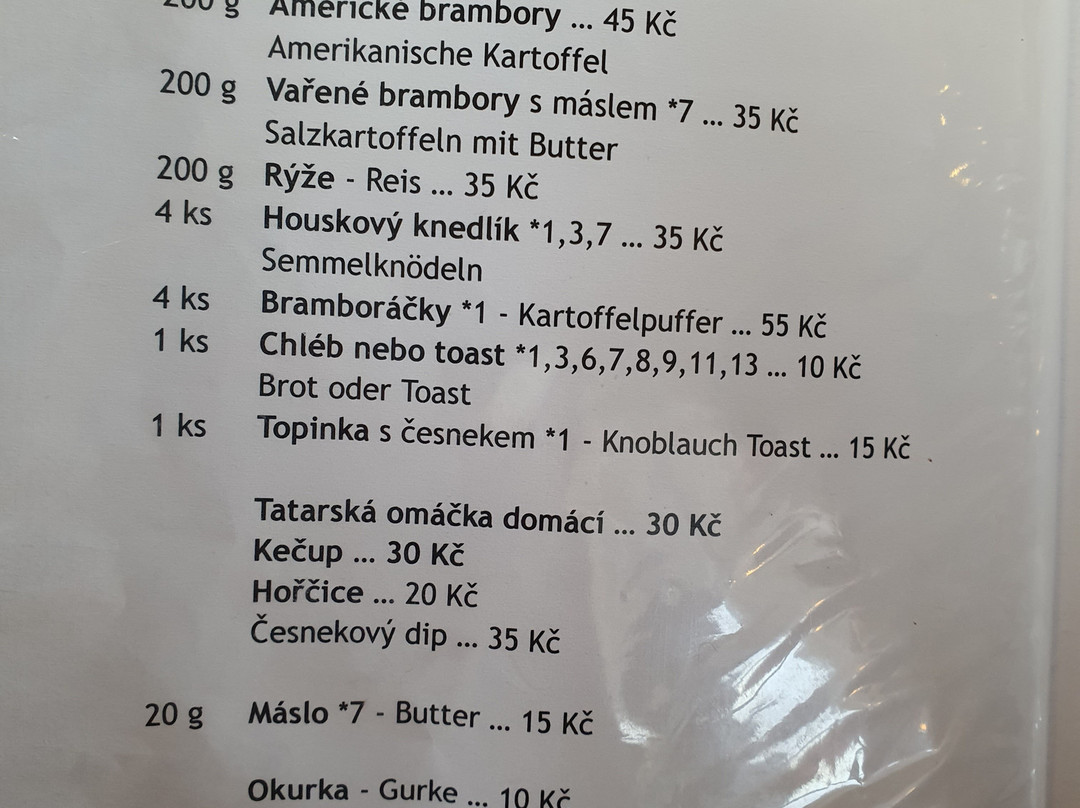 200 g Americké brambory ... 45 Kč
Amerikanische Kartoffel
200 g Vařené brambory s máslem *7 ... 35 Kč
Salzkartoffeln mit Butter
200 g Rýže - Reis ... 35 Kč
4 ks Houskový knedlík *1,3,7 ... 35 Kč
Semmelknödeln
4 ks Bramboráčky *1 - Kartoffelpuffer ... 55 Kč
1 ks Chléb nebo toast *1,3,6,7,8,9,11,13 ... 10 Kč
Brot oder Toast
1 ks Topinka s česnekem *1 - Knoblauch Toast ... 15 Kč
Tatarská omáčka domácí ... 30 Kč
Kečup ... 30 Kč
Hořčice ... 20 Kč
Česnekový dip ... 35 Kč
20 g Máslo *7 - Butter ... 15 Kč
Okurka - Gurke ... 10 Kč